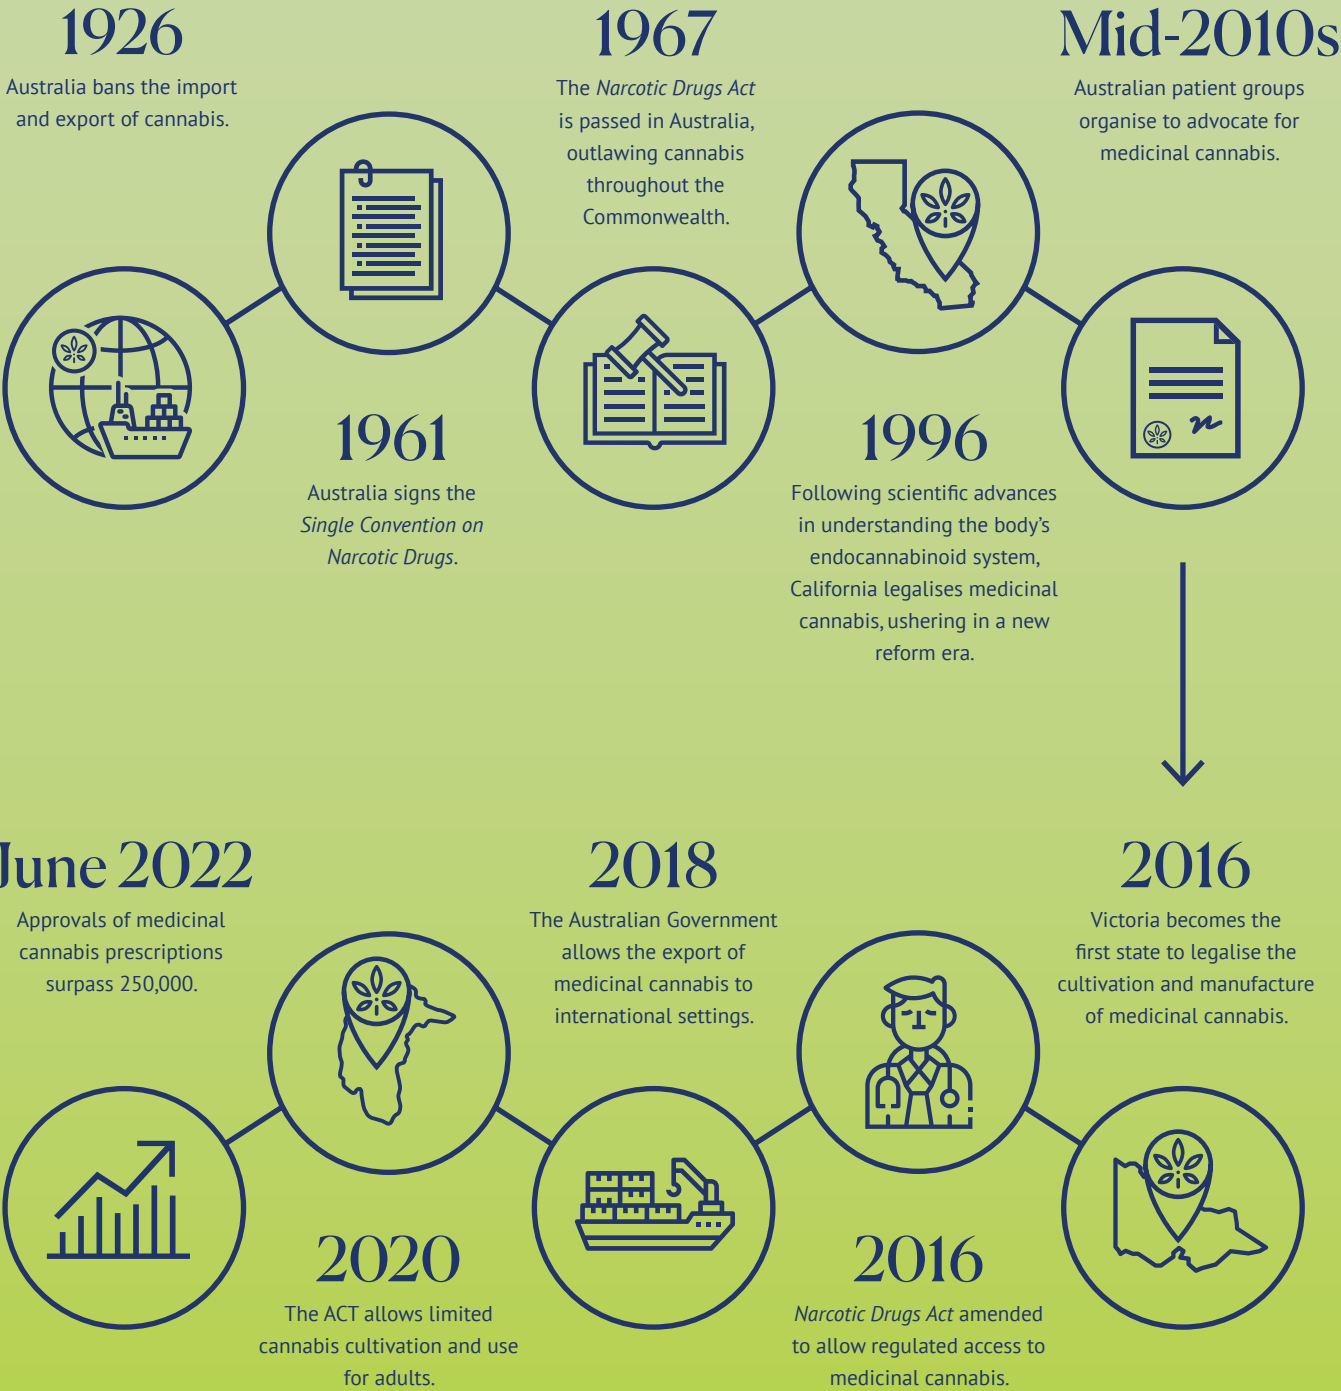 1926
Australia bans the import
and export of cannabis.
1961
Australia signs the
Single Convention on
Narcotic Drugs.
1967
The Narcotic Drugs Act
is passed in Australia,
outlawing cannabis
throughout the
Commonwealth.
1996
Following scientific advances
in understanding the body’s
endocannabinoid system,
California legalises medicinal
cannabis, ushering in a new
reform era.
Mid-2010s
Australian patient groups
organise to advocate for
medicinal cannabis.
2016
Victoria becomes the
first state to legalise the
cultivation and manufacture
of medicinal cannabis.
2016
Narcotic Drugs Act amended
to allow regulated access to
medicinal cannabis.
2018
The Australian Government
allows the export of
medicinal cannabis to
international settings.
2020
The ACT allows limited
cannabis cultivation and use
for adults.
June 2022
Approvals of medicinal
cannabis prescriptions
surpass 250,000.